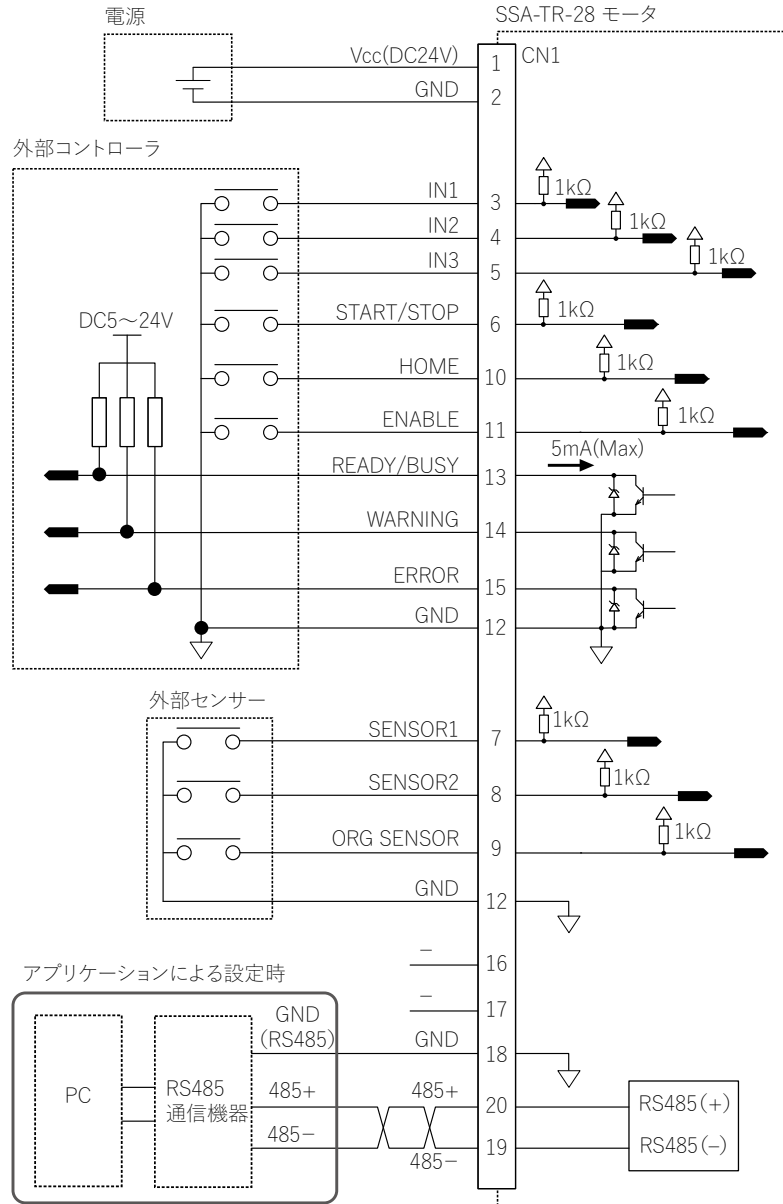 電源
SSA-TR-28 モータ
Vcc(DC24V)
1
CN1
GND
2
外部コントローラ
IN1
3
1kΩ
IN2
4
1kΩ
IN3
5
1kΩ
DC5～24V
START/STOP
6
1kΩ
HOME
10
1kΩ
ENABLE
11
1kΩ
READY/BUSY
13
5mA(Max)
WARNING
14
ERROR
15
GND
12
外部センサー
SENSOR1
7
1kΩ
SENSOR2
8
1kΩ
ORG SENSOR
9
1kΩ
GND
12
－
16
－
17
アプリケーションによる設定時
GND
(RS485)
GND
18
PC
RS485
通信機器
485+
485+
20
RS485(+)
485−
485−
19
RS485(−)